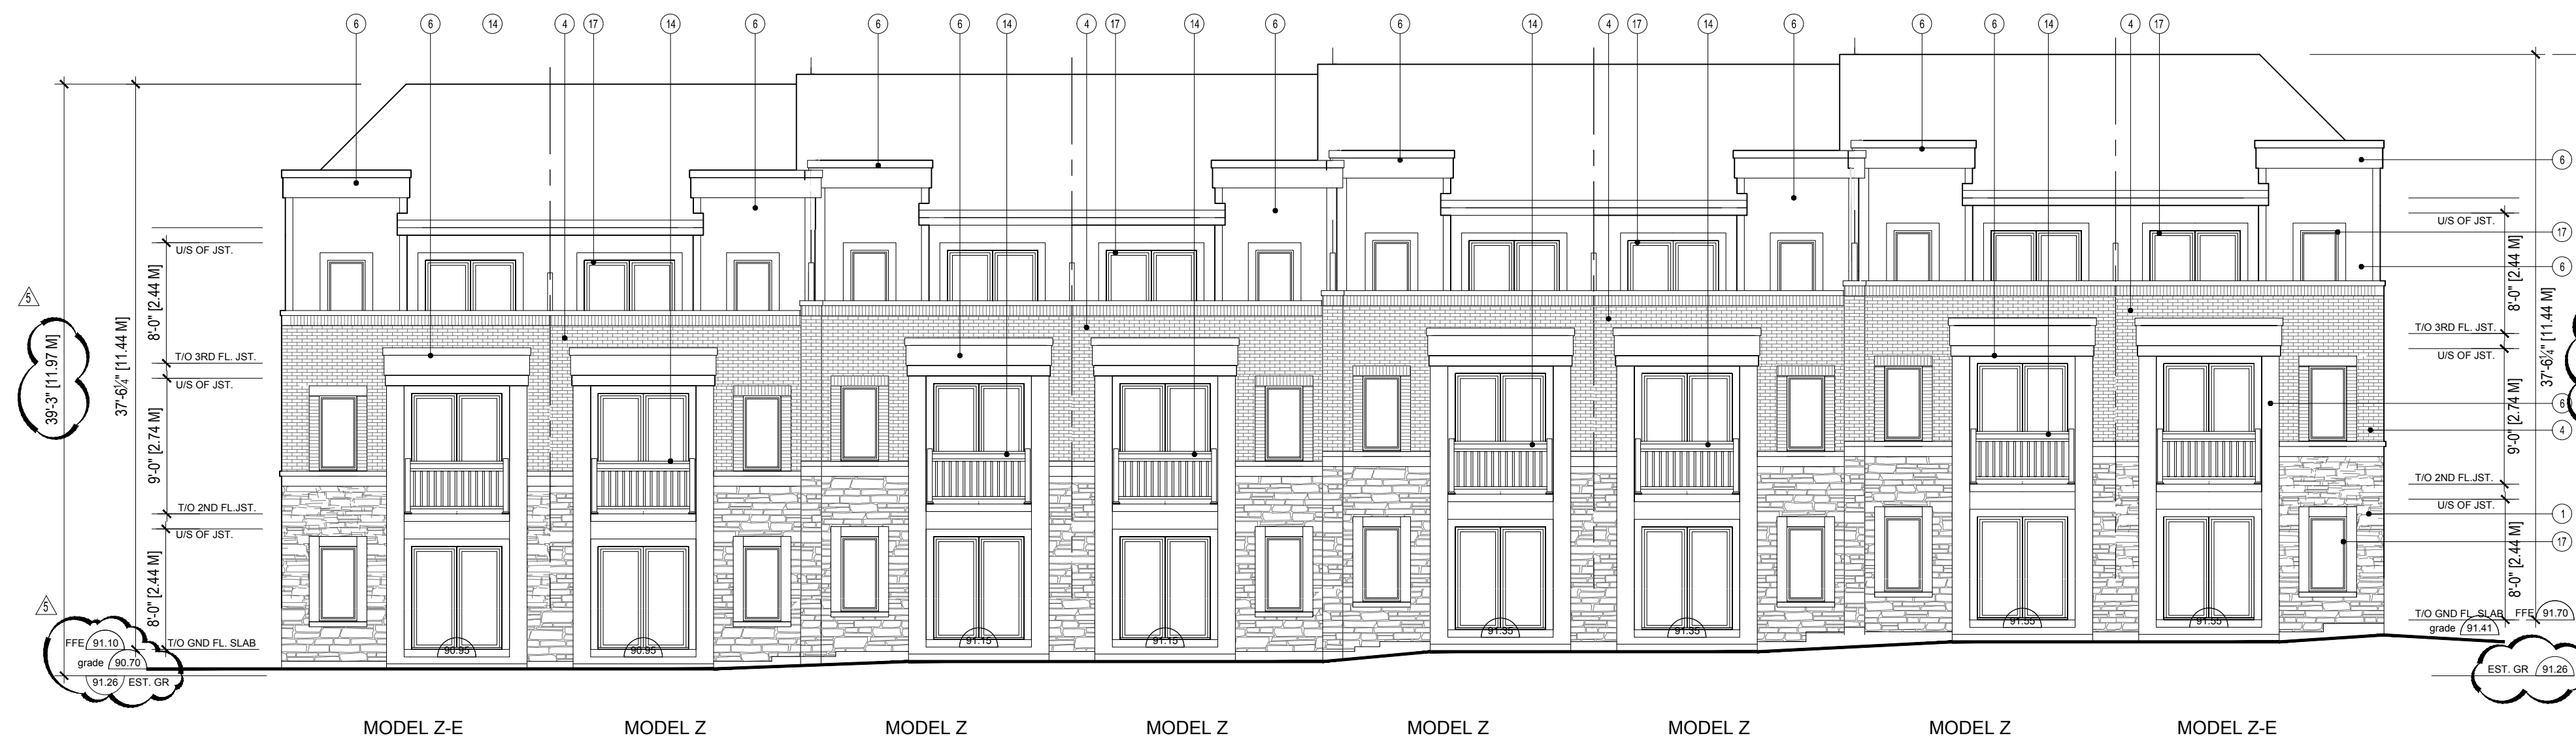 6 6 14 4 17 14 6 6 6 14 4 17 14 6 6 14 4 17 14 6 6 6 14 4 17
U/S OF JST.
8'-0" [2.44 M]
T/O 3RD FL. JST.
U/S OF JST.
9'-0" [2.74 M]
T/O 2ND FL.JST.
U/S OF JST.
8'-0" [2.44 M]
T/O GND FL. SLAB
37'-6¼" [11.44 M]
39'-3" [11.97 M]
5
5
FFE 91.10
grade 90.70
91.26 EST. GR
90.95 90.95 91.15 91.15 91.35 91.35 91.55 91.55
U/S OF JST.
8'-0" [2.44 M]
T/O 3RD FL. JST.
U/S OF JST.
9'-0" [2.74 M]
T/O 2ND FL.JST.
U/S OF JST.
8'-0" [2.44 M]
T/O GND FL. SLAB FFE 91.70
grade 91.41
EST. GR 91.26
37'-6¼" [11.44 M]
6
17
6
6
4
1
17
MODEL Z-E MODEL Z MODEL Z MODEL Z MODEL Z MODEL Z MODEL Z MODEL Z-E